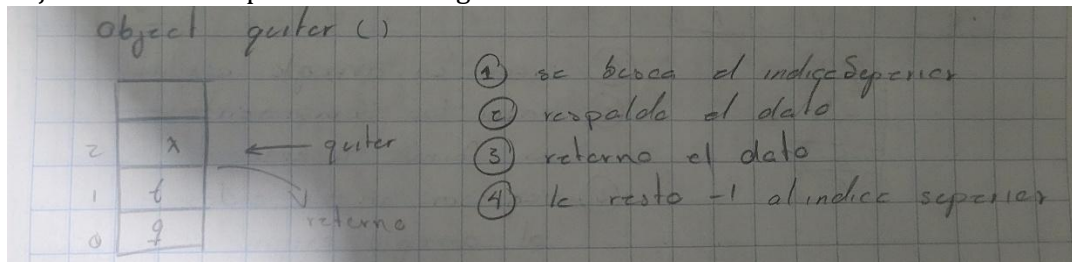 Object quitar ()
① se busca el indiceSuperior
② respaldo el dato
③ retorno el dato
④ le resto -1 al indice superior
2 x ← quitar
1 t
retorno
0 q